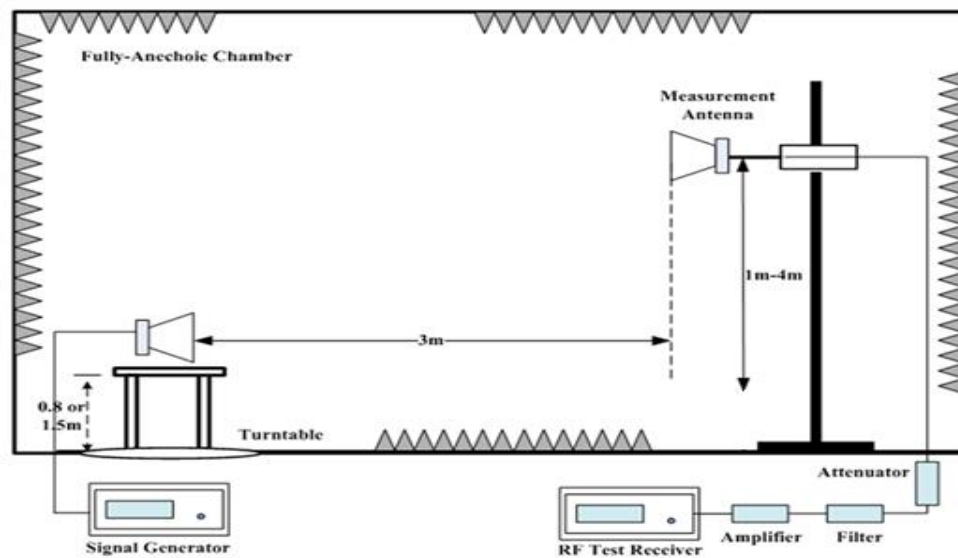 Fully-Anechoic Chamber
Measurement
Antenna
1m-4m
3m
0.8 or
1.5m
Turntable
Attenuator
Signal Generator
RF Test Receiver
Amplifier
Filter